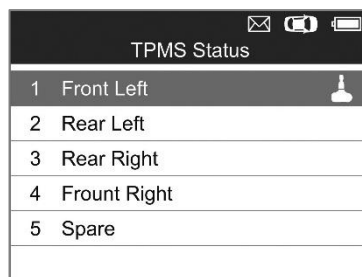 TPMS Status
1 Front Left
2 Rear Left
3 Rear Right
4 Frount Right
5 Spare